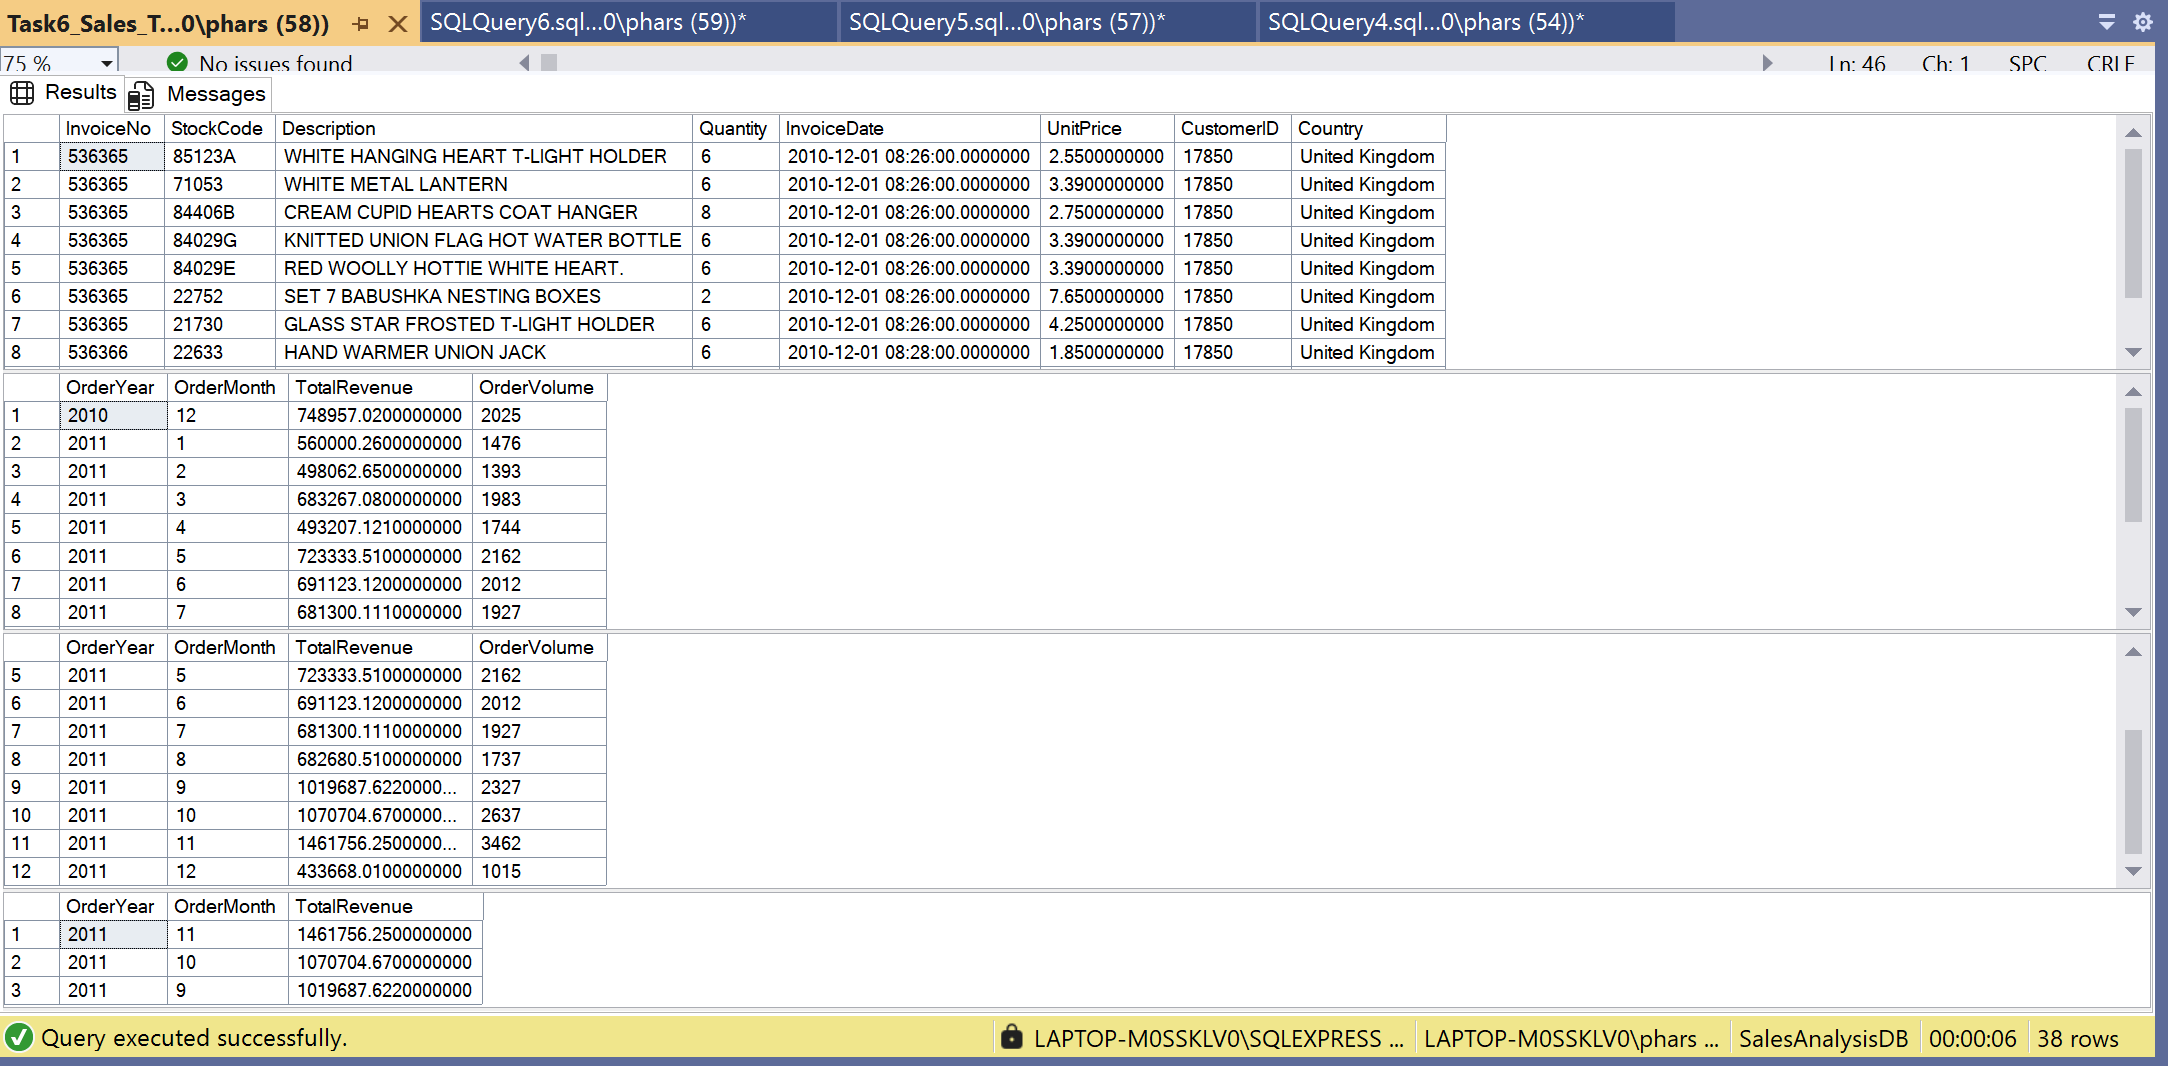 Task6_Sales_T...0\phars (58)) SQLQuery6.sql...0\phars (59))* SQLQuery5.sql...0\phars (57))* SQLQuery4.sql...0\phars (54))*
75 % No issues found Ln: 46 Ch: 1 SPC CRLF
Results Messages
InvoiceNo StockCode Description Quantity InvoiceDate UnitPrice CustomerID Country
1 536365 85123A WHITE HANGING HEART T-LIGHT HOLDER 6 2010-12-01 08:26:00.0000000 2.5500000000 17850 United Kingdom
2 536365 71053 WHITE METAL LANTERN 6 2010-12-01 08:26:00.0000000 3.3900000000 17850 United Kingdom
3 536365 84406B CREAM CUPID HEARTS COAT HANGER 8 2010-12-01 08:26:00.0000000 2.7500000000 17850 United Kingdom
4 536365 84029G KNITTED UNION FLAG HOT WATER BOTTLE 6 2010-12-01 08:26:00.0000000 3.3900000000 17850 United Kingdom
5 536365 84029E RED WOOLLY HOTTIE WHITE HEART. 6 2010-12-01 08:26:00.0000000 3.3900000000 17850 United Kingdom
6 536365 22752 SET 7 BABUSHKA NESTING BOXES 2 2010-12-01 08:26:00.0000000 7.6500000000 17850 United Kingdom
7 536365 21730 GLASS STAR FROSTED T-LIGHT HOLDER 6 2010-12-01 08:26:00.0000000 4.2500000000 17850 United Kingdom
8 536366 22633 HAND WARMER UNION JACK 6 2010-12-01 08:28:00.0000000 1.8500000000 17850 United Kingdom
OrderYear OrderMonth TotalRevenue OrderVolume
1 2010 12 748957.0200000000 2025
2 2011 1 560000.2600000000 1476
3 2011 2 498062.6500000000 1393
4 2011 3 683267.0800000000 1983
5 2011 4 493207.1210000000 1744
6 2011 5 723333.5100000000 2162
7 2011 6 691123.1200000000 2012
8 2011 7 681300.1110000000 1927
OrderYear OrderMonth TotalRevenue OrderVolume
5 2011 5 723333.5100000000 2162
6 2011 6 691123.1200000000 2012
7 2011 7 681300.1110000000 1927
8 2011 8 682680.5100000000 1737
9 2011 9 1019687.6220000... 2327
10 2011 10 1070704.6700000... 2637
11 2011 11 1461756.2500000... 3462
12 2011 12 433668.0100000000 1015
OrderYear OrderMonth TotalRevenue
1 2011 11 1461756.2500000000
2 2011 10 1070704.6700000000
3 2011 9 1019687.6220000000
Query executed successfully. LAPTOP-M0SSKLV0\SQLEXPRESS ... LAPTOP-M0SSKLV0\phars ... SalesAnalysisDB 00:00:06 38 rows